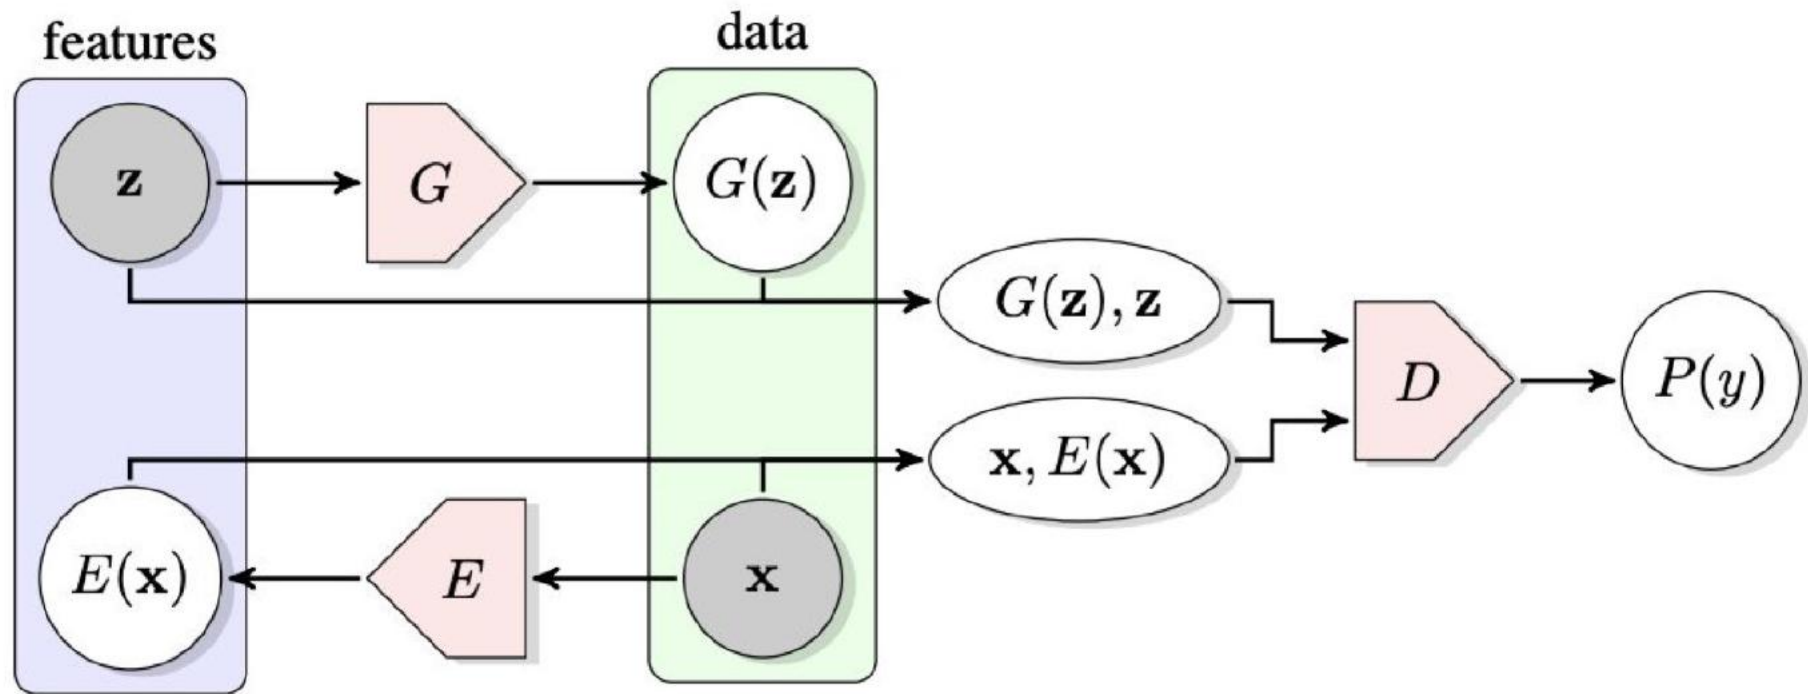 features
data
z
G
G(z)
G(z), z
D
P(y)
x, E(x)
E(x)
E
x